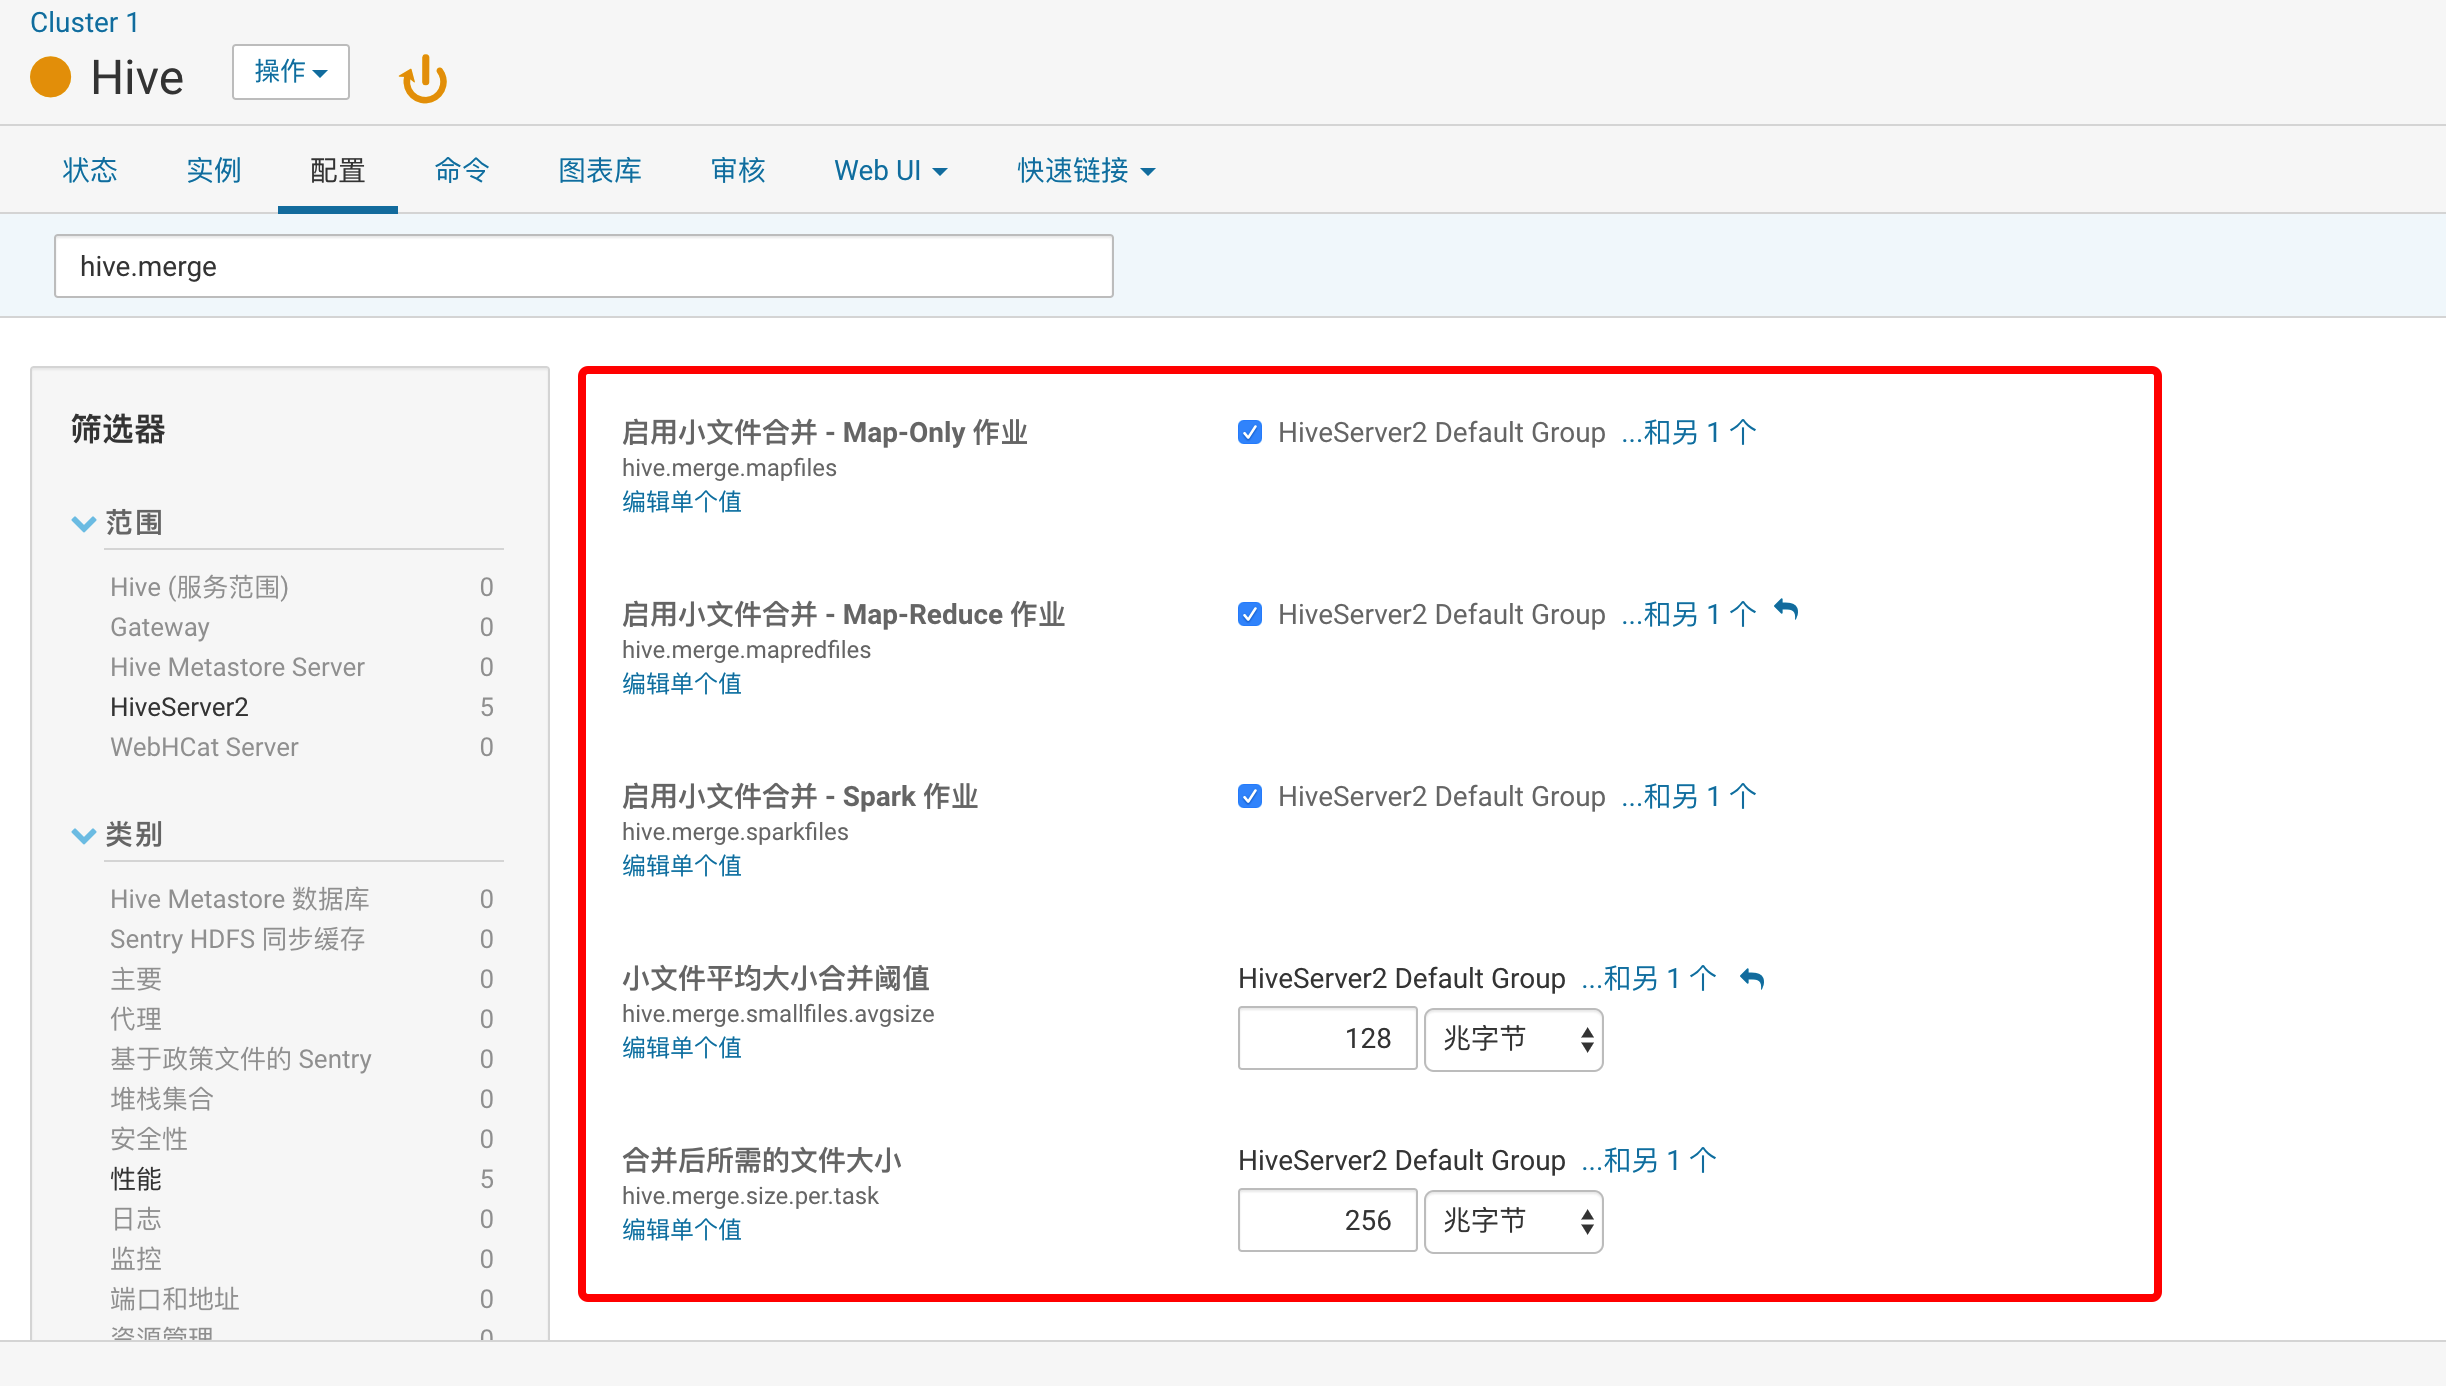 Cluster 1
Hive 操作
状态 实例 配置 命令 图表库 审核 Web UI 快速链接
hive.merge
筛选器
范围
Hive (服务范围) 0
Gateway 0
Hive Metastore Server 0
HiveServer2 5
WebHCat Server 0
类别
Hive Metastore 数据库 0
Sentry HDFS 同步缓存 0
主要 0
代理 0
基于政策文件的 Sentry 0
堆栈集合 0
安全性 0
性能 5
日志 0
监控 0
端口和地址 0
资源管理 0
启用小文件合并 - Map-Only 作业 HiveServer2 Default Group ...和另 1 个
hive.merge.mapfiles
编辑单个值
启用小文件合并 - Map-Reduce 作业 HiveServer2 Default Group ...和另 1 个
hive.merge.mapredfiles
编辑单个值
启用小文件合并 - Spark 作业 HiveServer2 Default Group ...和另 1 个
hive.merge.sparkfiles
编辑单个值
小文件平均大小合并阈值 HiveServer2 Default Group ...和另 1 个
hive.merge.smallfiles.avgsize 128 兆字节
编辑单个值
合并后所需的文件大小 HiveServer2 Default Group ...和另 1 个
hive.merge.size.per.task 256 兆字节
编辑单个值